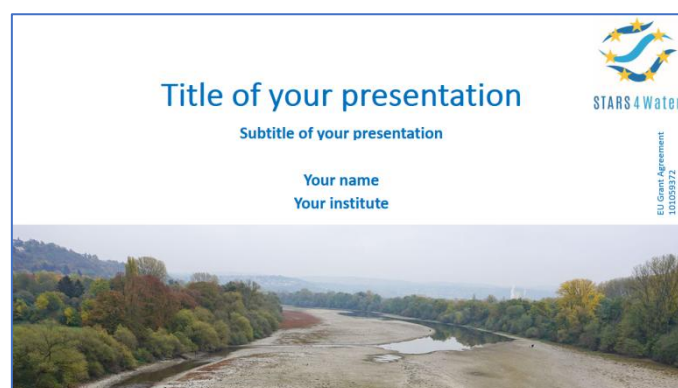 Title of your presentation
Subtitle of your presentation
Your name
Your institute
STARS4Water
EU Grant Agreement
101059372